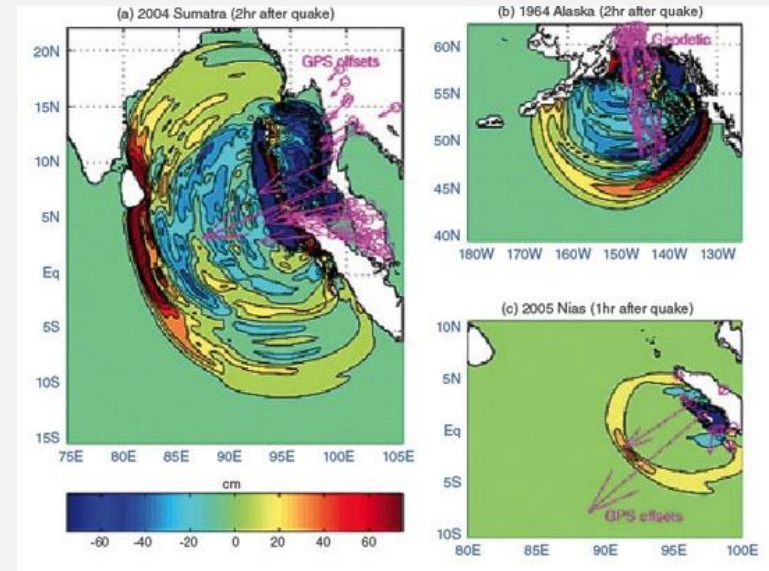 (a) 2004 Sumatra (2hr after quake)
20N
15N
10N
5N
Eq
5S
10S
15S
75E 80E 85E 90E 95E 100E 105E
GPS offsets
cm
-60 -40 -20 0 20 40 60
(b) 1964 Alaska (2hr after quake)
60N
55N
50N
45N
40N
180W 170W 160W 150W 140W 130W
Geodetic
(c) 2005 Nias (1hr after quake)
10N
5N
Eq
5S
10S
80E 85E 90E 95E 100E
GPS offsets